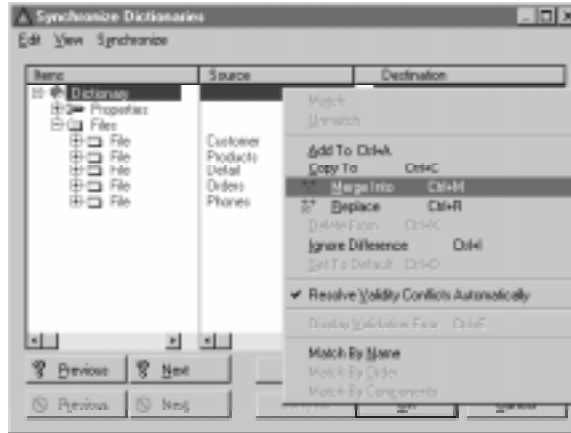 Synchronize Dictionaries
Edit View Synchronize
Items Source Destination
Dictionary
Properties
Files
File Customer
File Products
File Detail
File Orders
File Phones
Match
Unmatch
Add To Ctrl+A
Copy To Ctrl+C
Merge Into Ctrl+M
Replace Ctrl+R
Delete From Ctrl+K
Ignore Difference Ctrl+I
Set To Default Ctrl+D
Resolve Validity Conflicts Automatically
Display Validation Error Ctrl+E
Match By Name
Match By Order
Match By Components
Previous Next
Previous Next